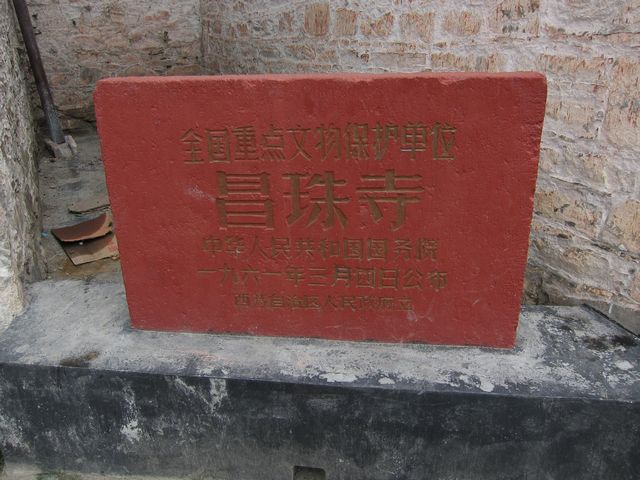 全国重点文物保护单位
昌珠寺
中华人民共和国国务院
一九六一年三月四日公布
西藏自治区人民政府立